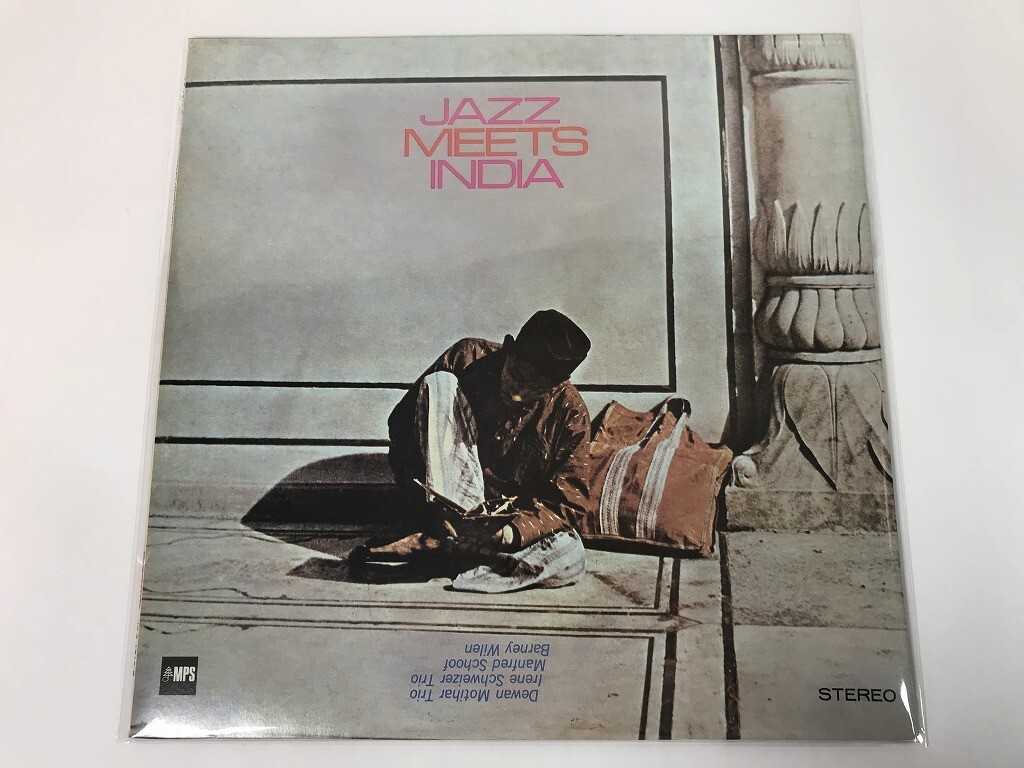 JAZZ
MEETS
INDIA
Dewan Motihar Trio
Irene Schweizer Trio
Manfred Schoof
Barney Wilen
MPS
STEREO